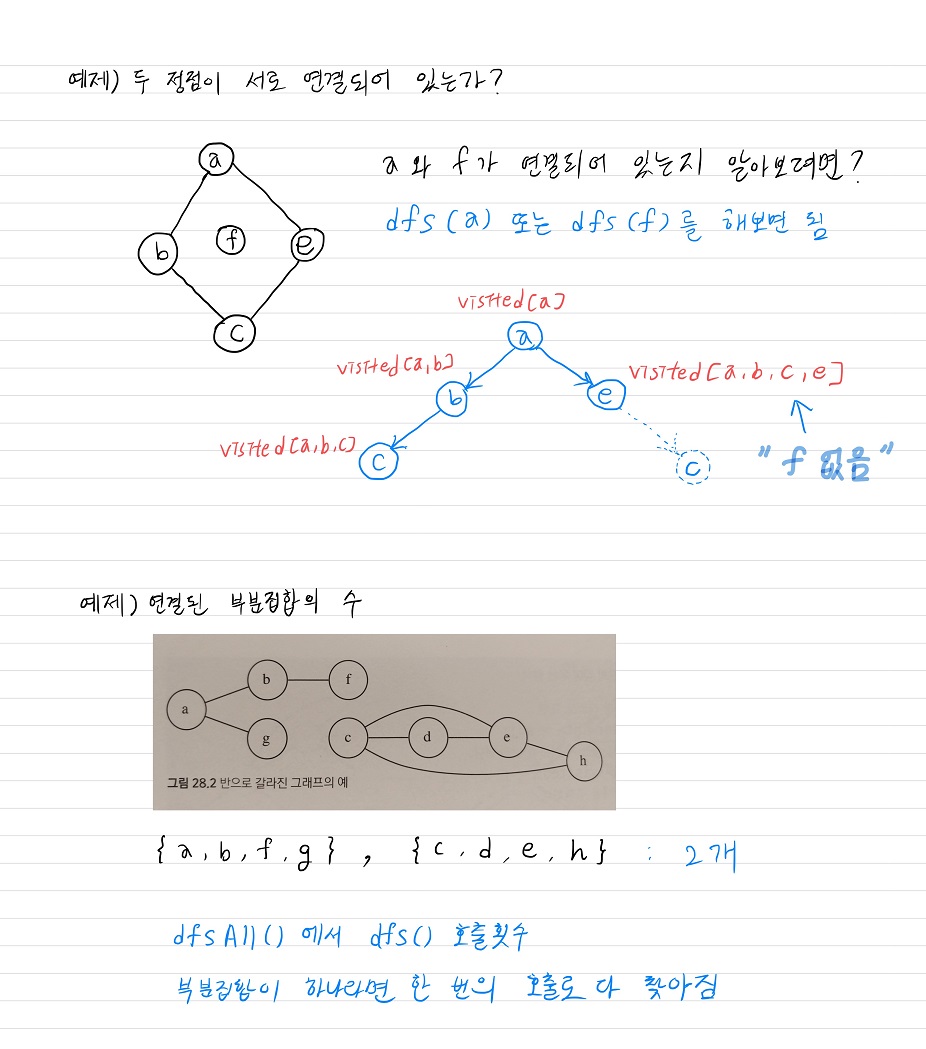 예제) 두 정점이 서로 연결되어 있는가?
a
b
f
e
c
a와 f가 연결되어 있는지 알아보려면?
dfs(a) 또는 dfs(f)를 해보면 됨
visited[a]
a
visited[a,b]
b
e
visited[a,b,c,e]
visited[a,b,c]
c
c
"f 없음"
예제) 연결된 부분집합의 수
b
f
a
g
c
d
e
h
그림 28.2 반으로 갈라진 그래프의 예
{a,b,f,g}, {c,d,e,h} : 2개
dfsAll()에서 dfs() 호출횟수
부분집합이 하나라면 한 번의 호출로 다 찾아짐